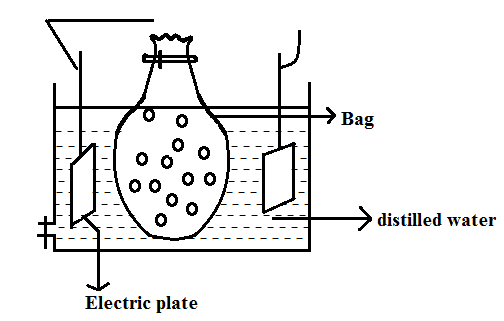 Bag
distilled water
Electric plate